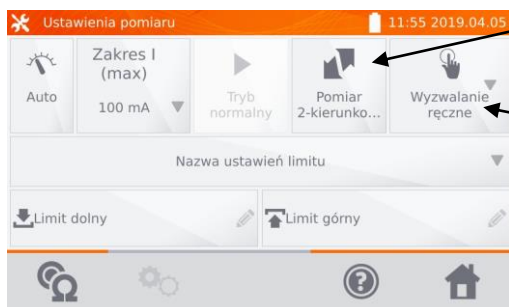 Ustawienia pomiaru
11:55 2019.04.05
Auto
Zakres I
(max)
100 mA
Tryb
normalny
Pomiar
2-kierunko...
Wyzwalanie
ręczne
Nazwa ustawień limitu
Limit dolny
Limit górny